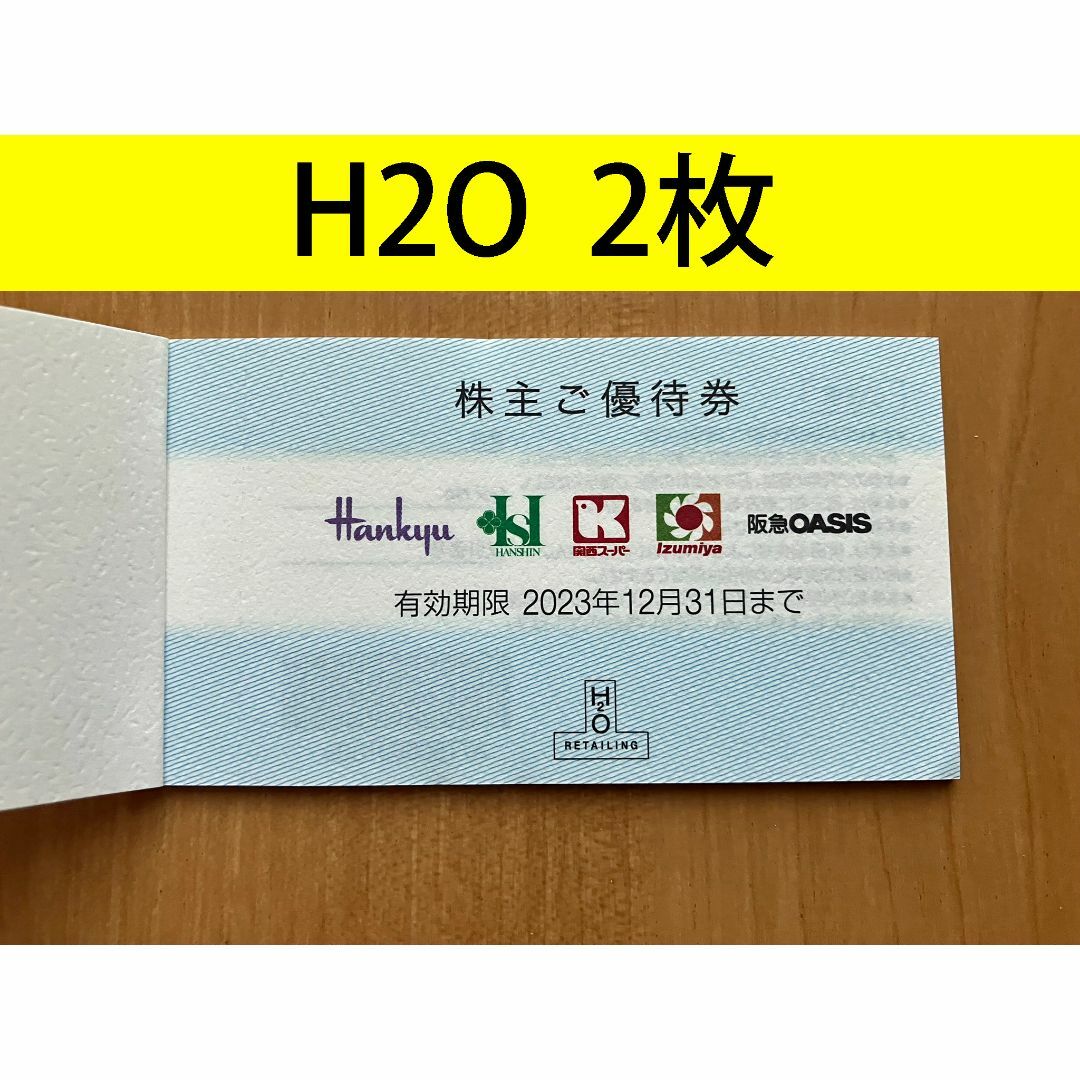 H2O 2枚
株主ご優待券
Hankyu HSI HANSHIN K 関西スーパー Izumiya 阪急OASIS
有効期限 2023年12月31日まで
H2O
RETAILING